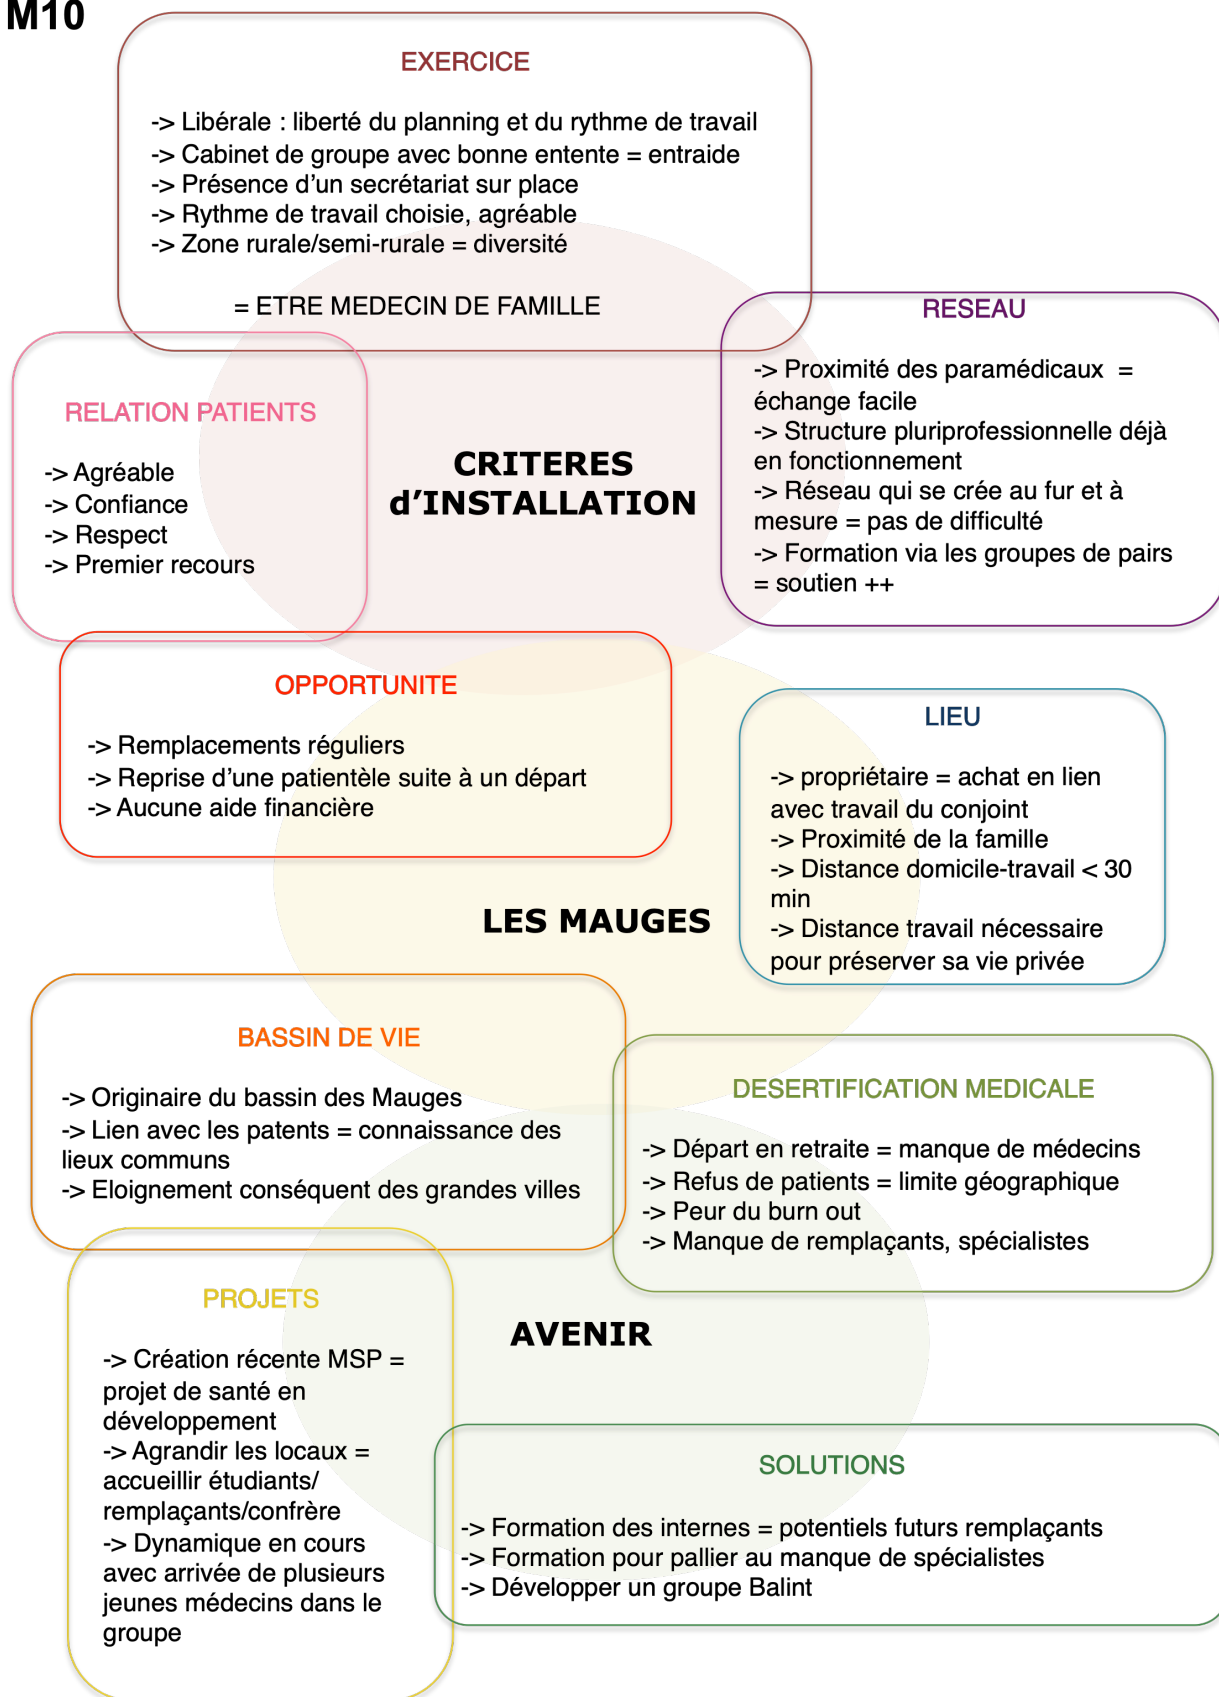 M10
EXERCICE
-> Libérale : liberté du planning et du rythme de travail
-> Cabinet de groupe avec bonne entente = entraide
-> Présence d'un secrétariat sur place
-> Rythme de travail choisie, agréable
-> Zone rurale/semi-rurale = diversité
= ETRE MEDECIN DE FAMILLE
RESEAU
-> Proximité des paramédicaux =
échange facile
-> Structure pluriprofessionnelle déjà
en fonctionnement
-> Réseau qui se crée au fur et à
mesure = pas de difficulté
-> Formation via les groupes de pairs
= soutien ++
RELATION PATIENTS
-> Agréable
-> Confiance
-> Respect
-> Premier recours
CRITERES
d'INSTALLATION
OPPORTUNITE
-> Remplacements réguliers
-> Reprise d'une patientèle suite à un départ
-> Aucune aide financière
LIEU
-> propriétaire = achat en lien
avec travail du conjoint
-> Proximité de la famille
-> Distance domicile-travail < 30
min
-> Distance travail nécessaire
pour préserver sa vie privée
LES MAUGES
BASSIN DE VIE
-> Originaire du bassin des Mauges
-> Lien avec les patents = connaissance des
lieux communs
-> Eloignement conséquent des grandes villes
DESERTIFICATION MEDICALE
-> Départ en retraite = manque de médecins
-> Refus de patients = limite géographique
-> Peur du burn out
-> Manque de remplaçants, spécialistes
PROJETS
-> Création récente MSP =
projet de santé en
développement
-> Agrandir les locaux =
accueillir étudiants/
remplaçants/confrère
-> Dynamique en cours
avec arrivée de plusieurs
jeunes médecins dans le
groupe
AVENIR
SOLUTIONS
-> Formation des internes = potentiels futurs remplaçants
-> Formation pour pallier au manque de spécialistes
-> Développer un groupe Balint